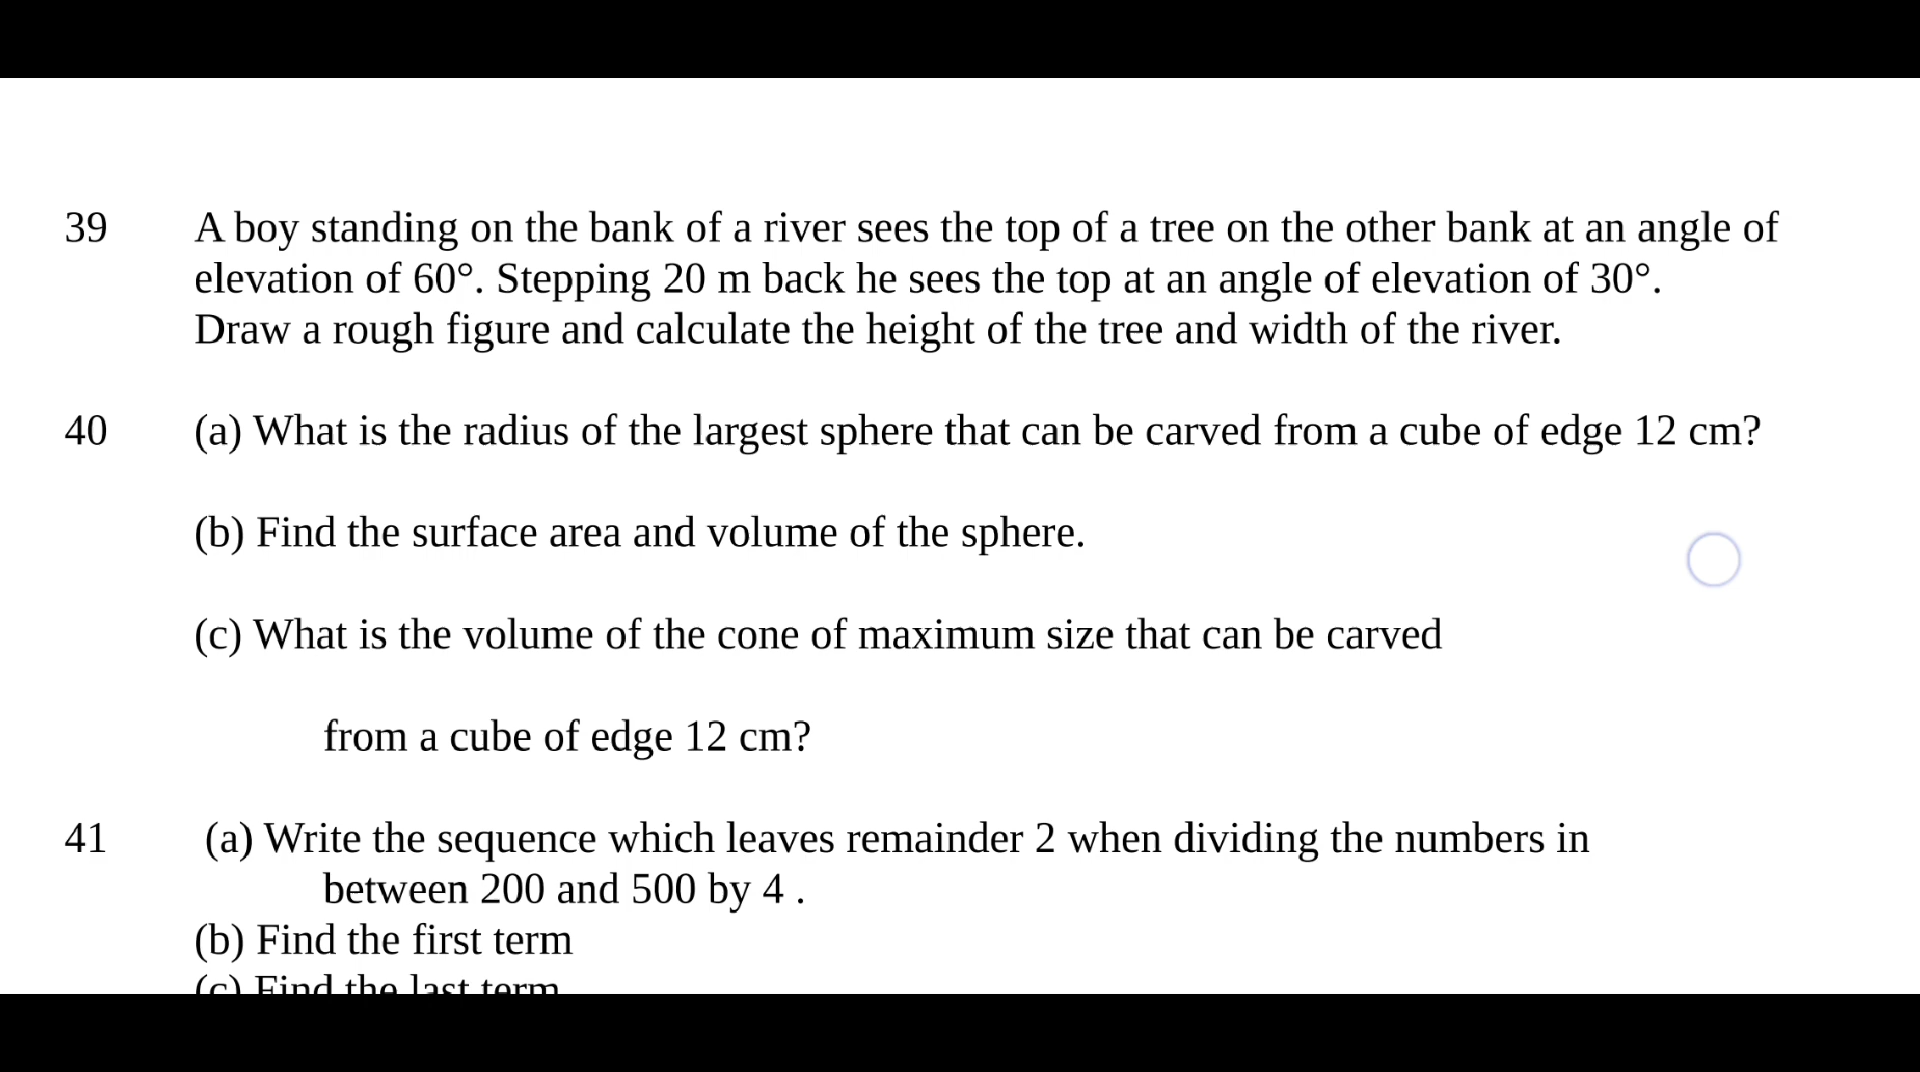 39 A boy standing on the bank of a river sees the top of a tree on the other bank at an angle of
elevation of 60°. Stepping 20 m back he sees the top at an angle of elevation of 30°.
Draw a rough figure and calculate the height of the tree and width of the river.
40 (a) What is the radius of the largest sphere that can be carved from a cube of edge 12 cm?
(b) Find the surface area and volume of the sphere.
(c) What is the volume of the cone of maximum size that can be carved
from a cube of edge 12 cm?
41 (a) Write the sequence which leaves remainder 2 when dividing the numbers in
between 200 and 500 by 4 .
(b) Find the first term
(c) Find the last term